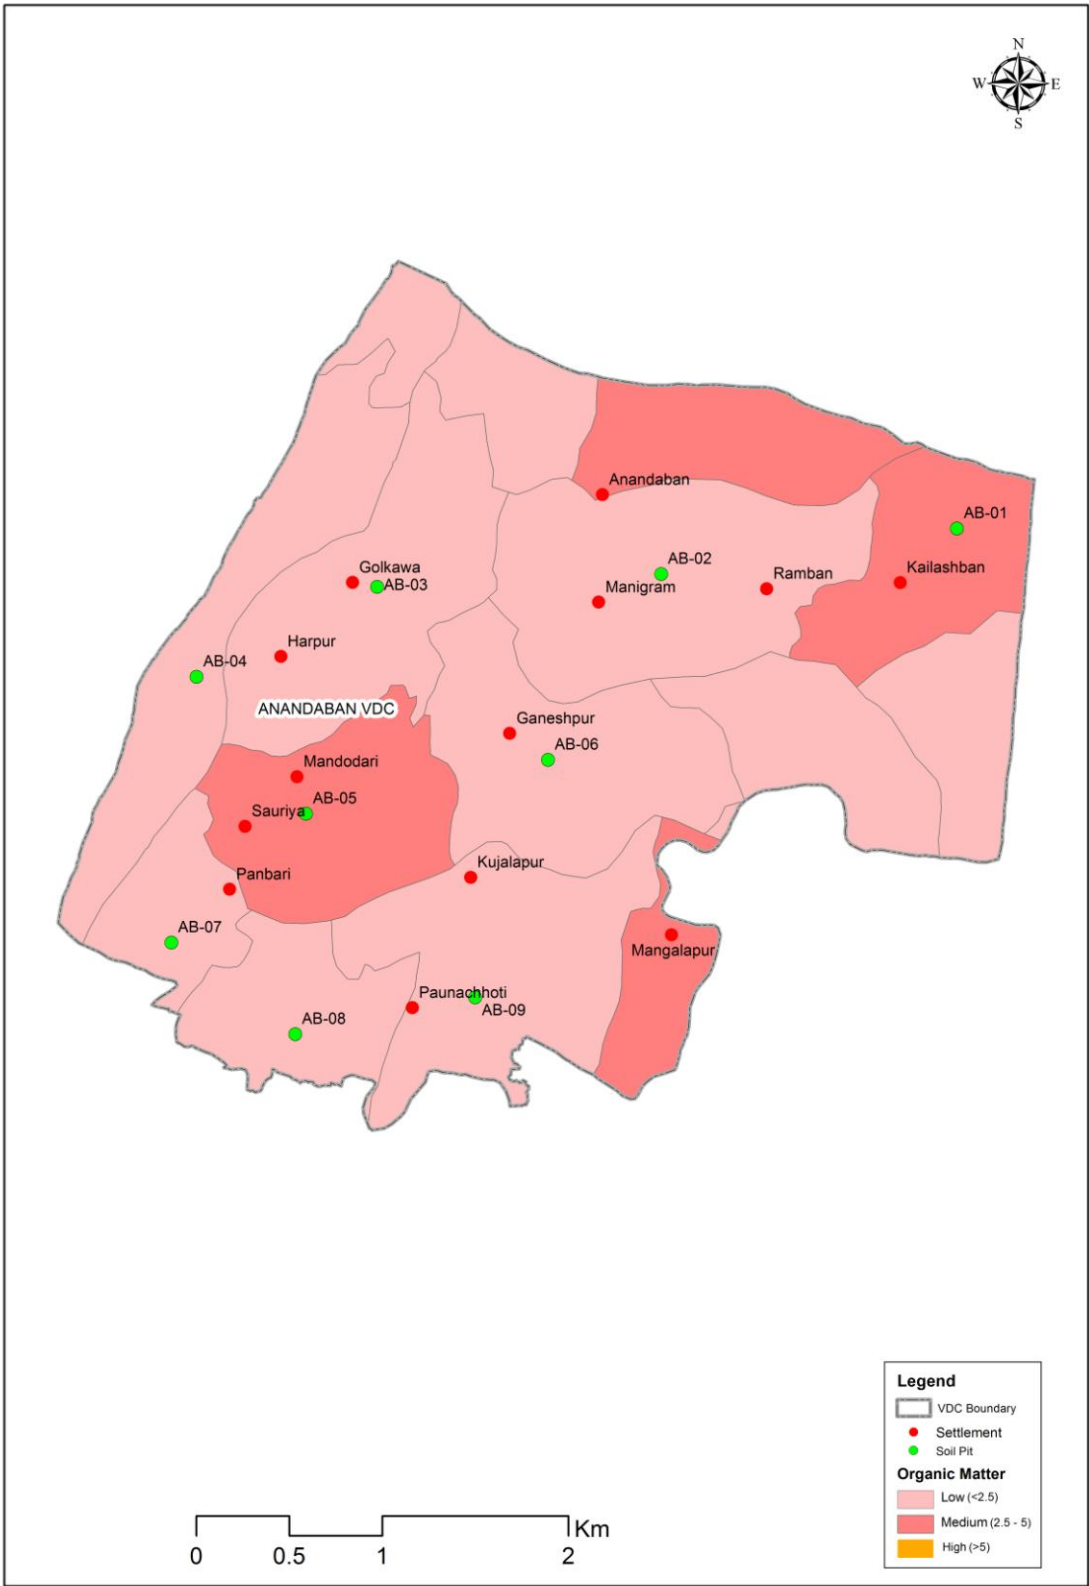 N
W E
S
Anandaban
AB-01
AB-02
Golkawa
AB-03
Ramban
Kailashban
Manigram
Harpur
AB-04
ANANDABAN VDC
Ganeshpur
AB-06
Mandodari
AB-05
Sauriya
Kujalapur
Panbari
AB-07
Mangalapur
Paunachhoti
AB-09
AB-08
Legend
VDC Boundary
Settlement
Soil Pit
Organic Matter
Low (<2.5)
Medium (2.5 - 5)
High (>5)
Km
0 0.5 1 2